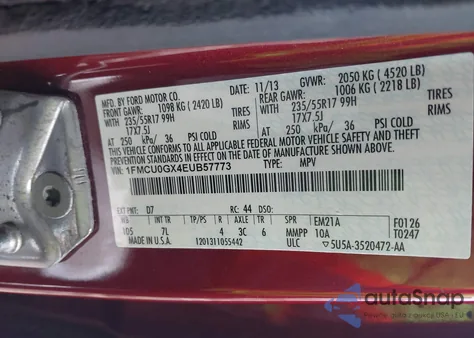 MFD. BY FORD MOTOR CO. 11/13 GVWR: 2050 KG ( 4520 LB)
FRONT GAWR: 1098 KG ( 2420 LB) REAR GAWR: 1006 KG ( 2218 LB)
WITH 235/55R17 99H TIRES WITH 235/55R17 99H TIRES
17X7.5J RIMS 17X7.5J RIMS
AT 250 kPa/ 36 PSI COLD AT 250 kPa/ 36 PSI COLD
THIS VEHICLE CONFORMS TO ALL APPLICABLE FEDERAL MOTOR VEHICLE
SAFETY AND THEFT PREVENTION STANDARDS IN EFFECT ON THE DATE OF
MANUFACTURE SHOWN ABOVE.
VIN: 1FMCU0GX4EUB57773 TYPE: MPV
EXT PNT: D7 RC: 44 DSO:
WB INT TR TP/PS R AXLE TR SPR EM21A F0126
105 7L 4 3C 6 MMPP 10A T0247
MADE IN U.S.A. 1201311055442 ULC 5U5A-3520472-AA
autoSnap